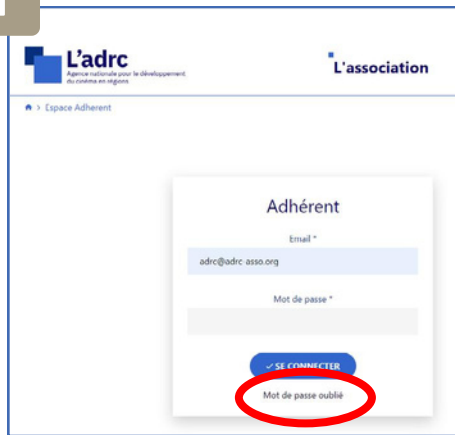 L'adrc
Agence nationale pour le développement
du cinéma en régions
L'association
> Espace Adherent
Adhérent
Email *
adrc@adrc asso.org
Mot de passe *
✓ SE CONNECTER
Mot de passe oublié